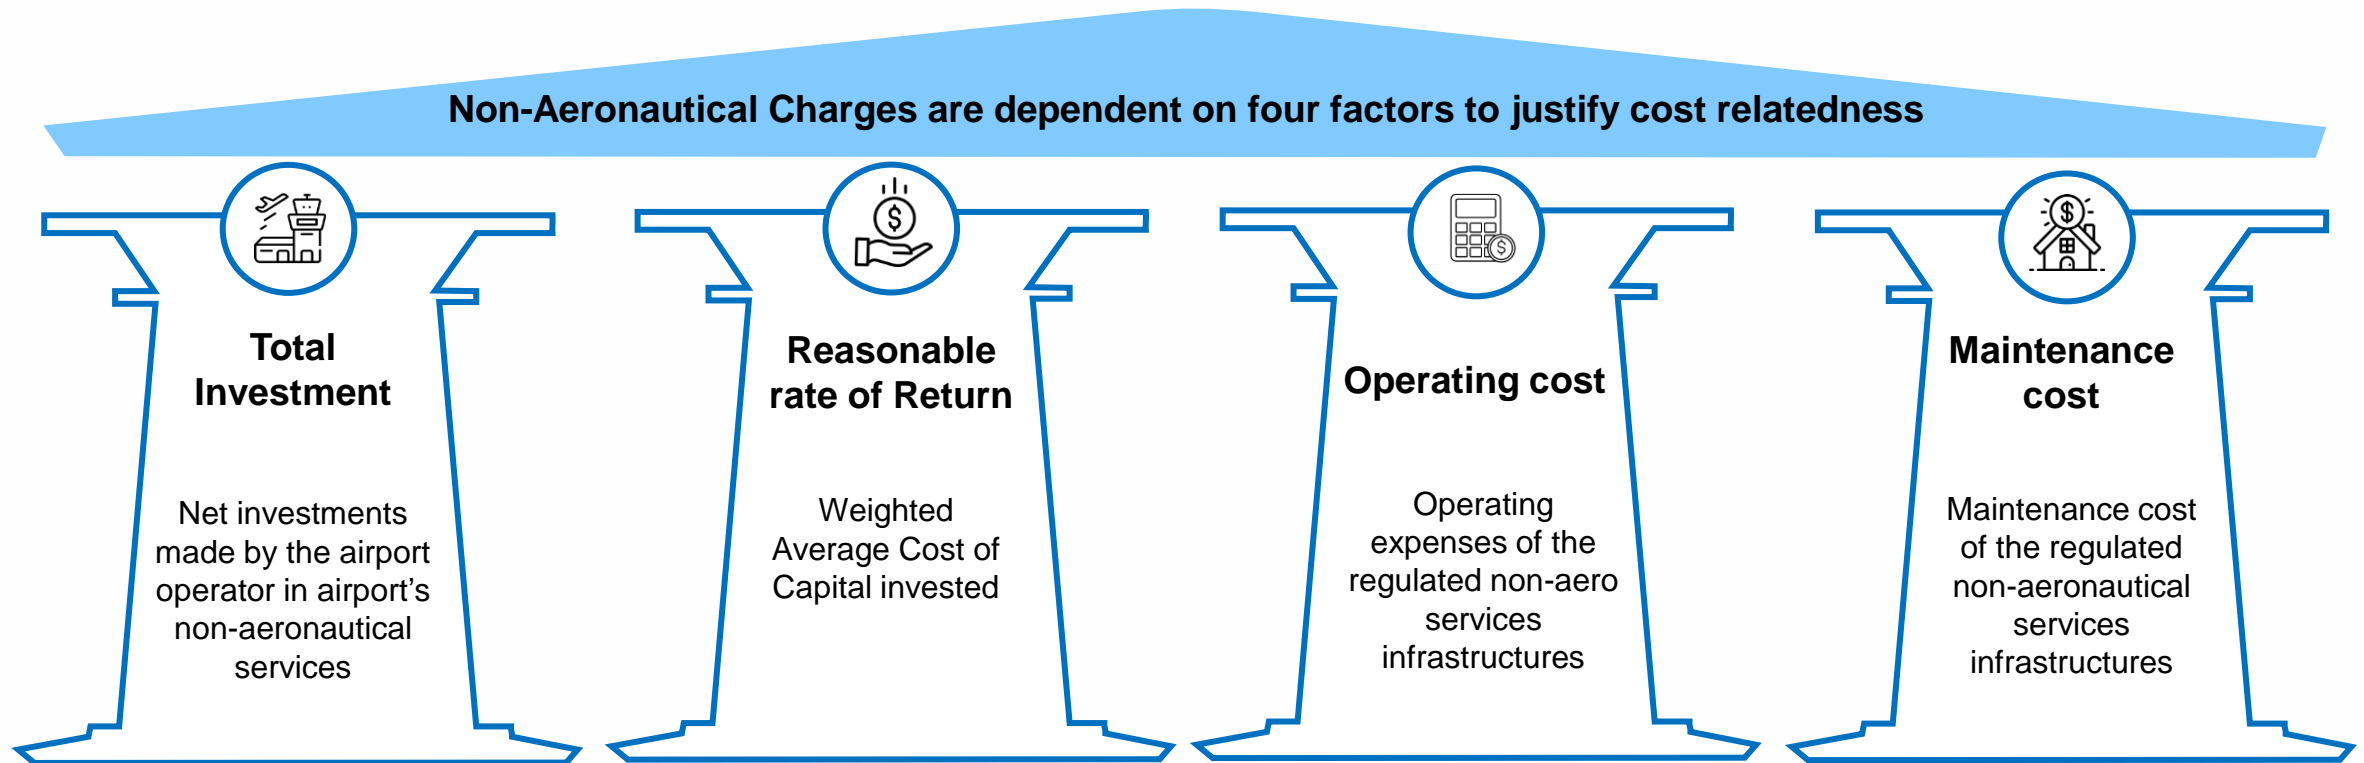 Non-Aeronautical Charges are dependent on four factors to justify cost relatedness
Total
Investment
Net investments
made by the airport
operator in airport's
non-aeronautical
services
Reasonable
rate of Return
Weighted
Average Cost of
Capital invested
Operating cost
Operating
expenses of the
regulated non-aero
services
infrastructures
Maintenance
cost
Maintenance cost
of the regulated
non-aeronautical
services
infrastructures